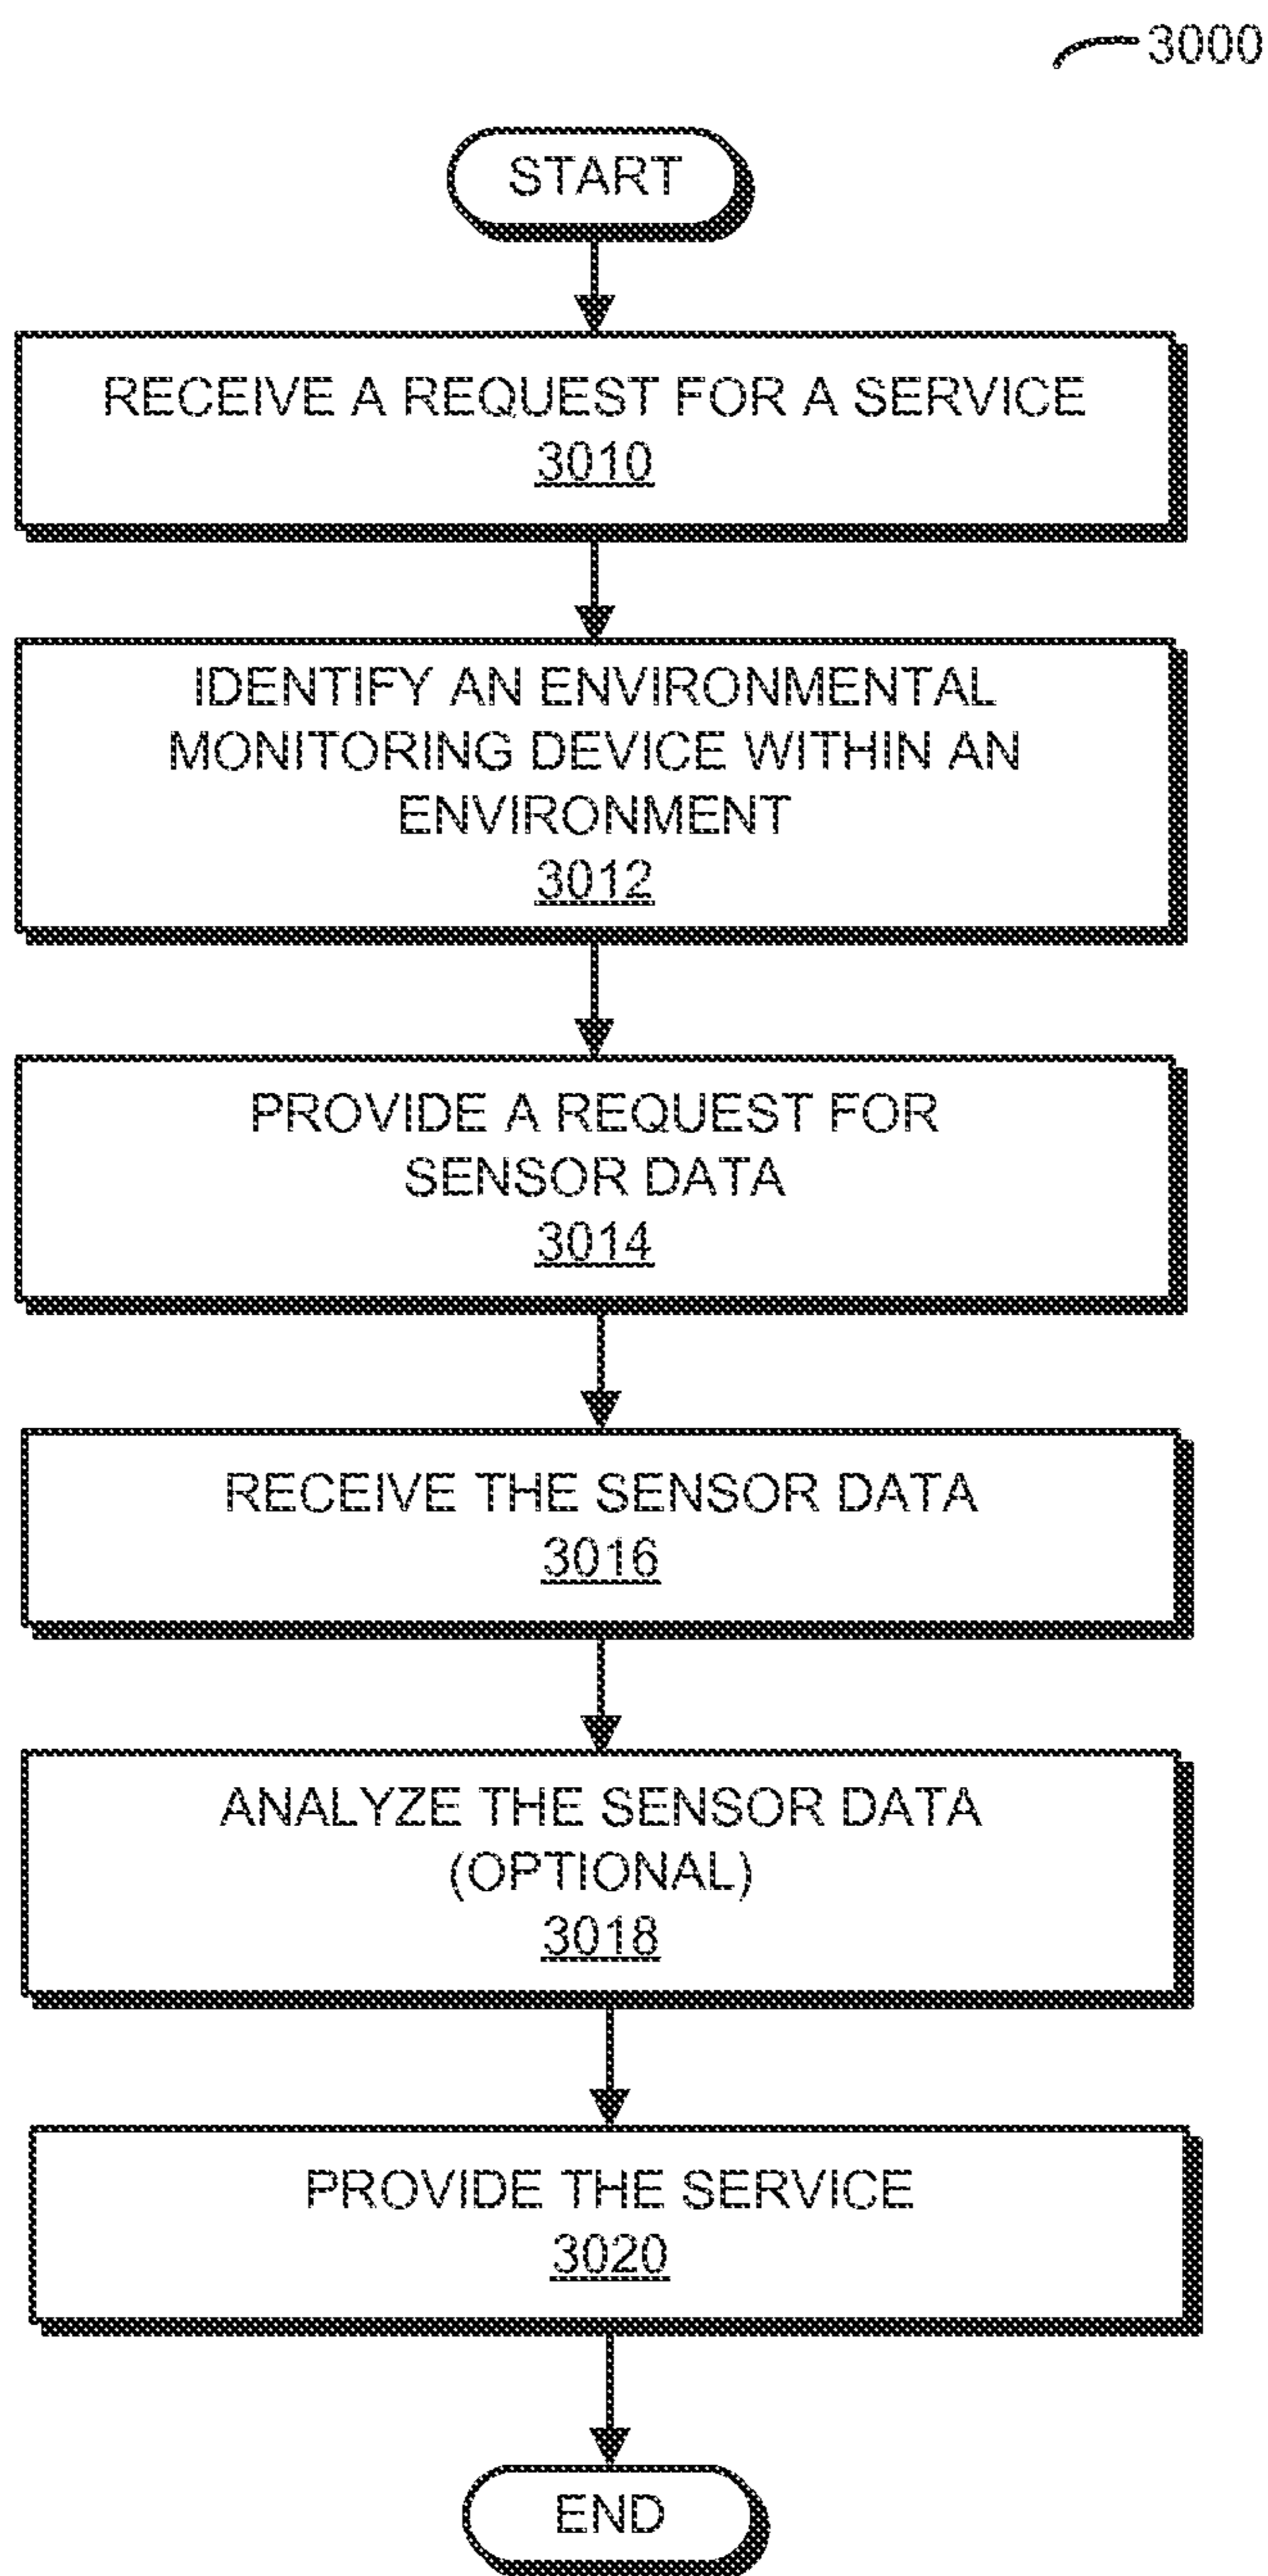 3000
START
RECEIVE A REQUEST FOR A SERVICE
3010
IDENTIFY AN ENVIRONMENTAL
MONITORING DEVICE WITHIN AN
ENVIRONMENT
3012
PROVIDE A REQUEST FOR
SENSOR DATA
3014
RECEIVE THE SENSOR DATA
3016
ANALYZE THE SENSOR DATA
(OPTIONAL)
3018
PROVIDE THE SERVICE
3020
END